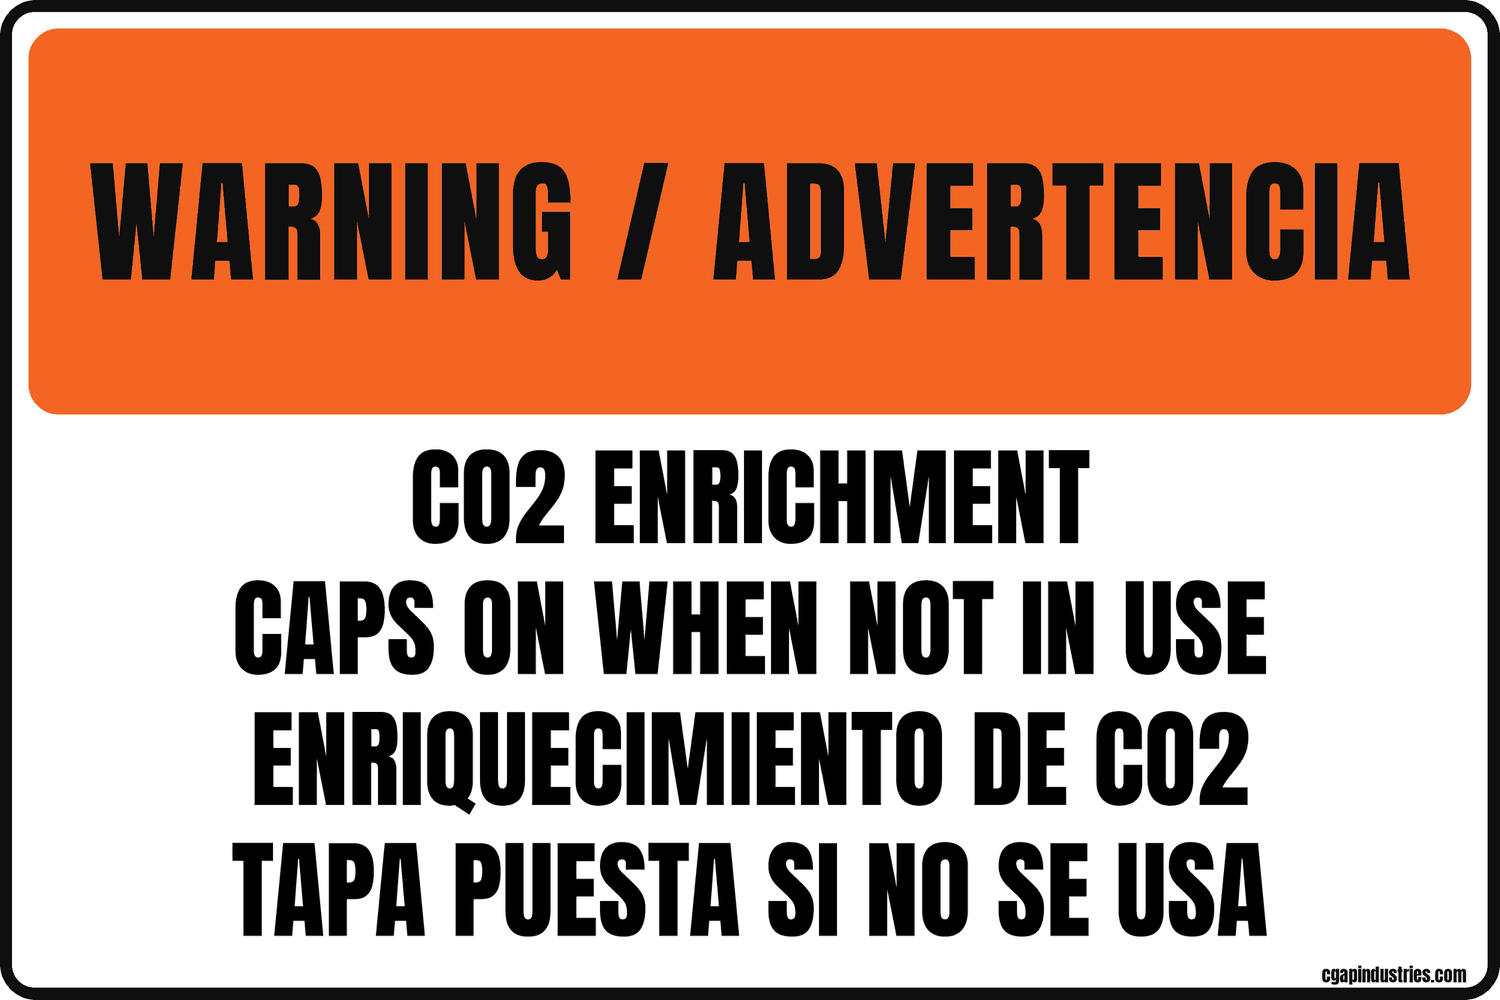 WARNING / ADVERTENCIA
CO2 ENRICHMENT
CAPS ON WHEN NOT IN USE
ENRIQUECIMIENTO DE CO2
TAPA PUESTA SI NO SE USA
cgapindustries.com